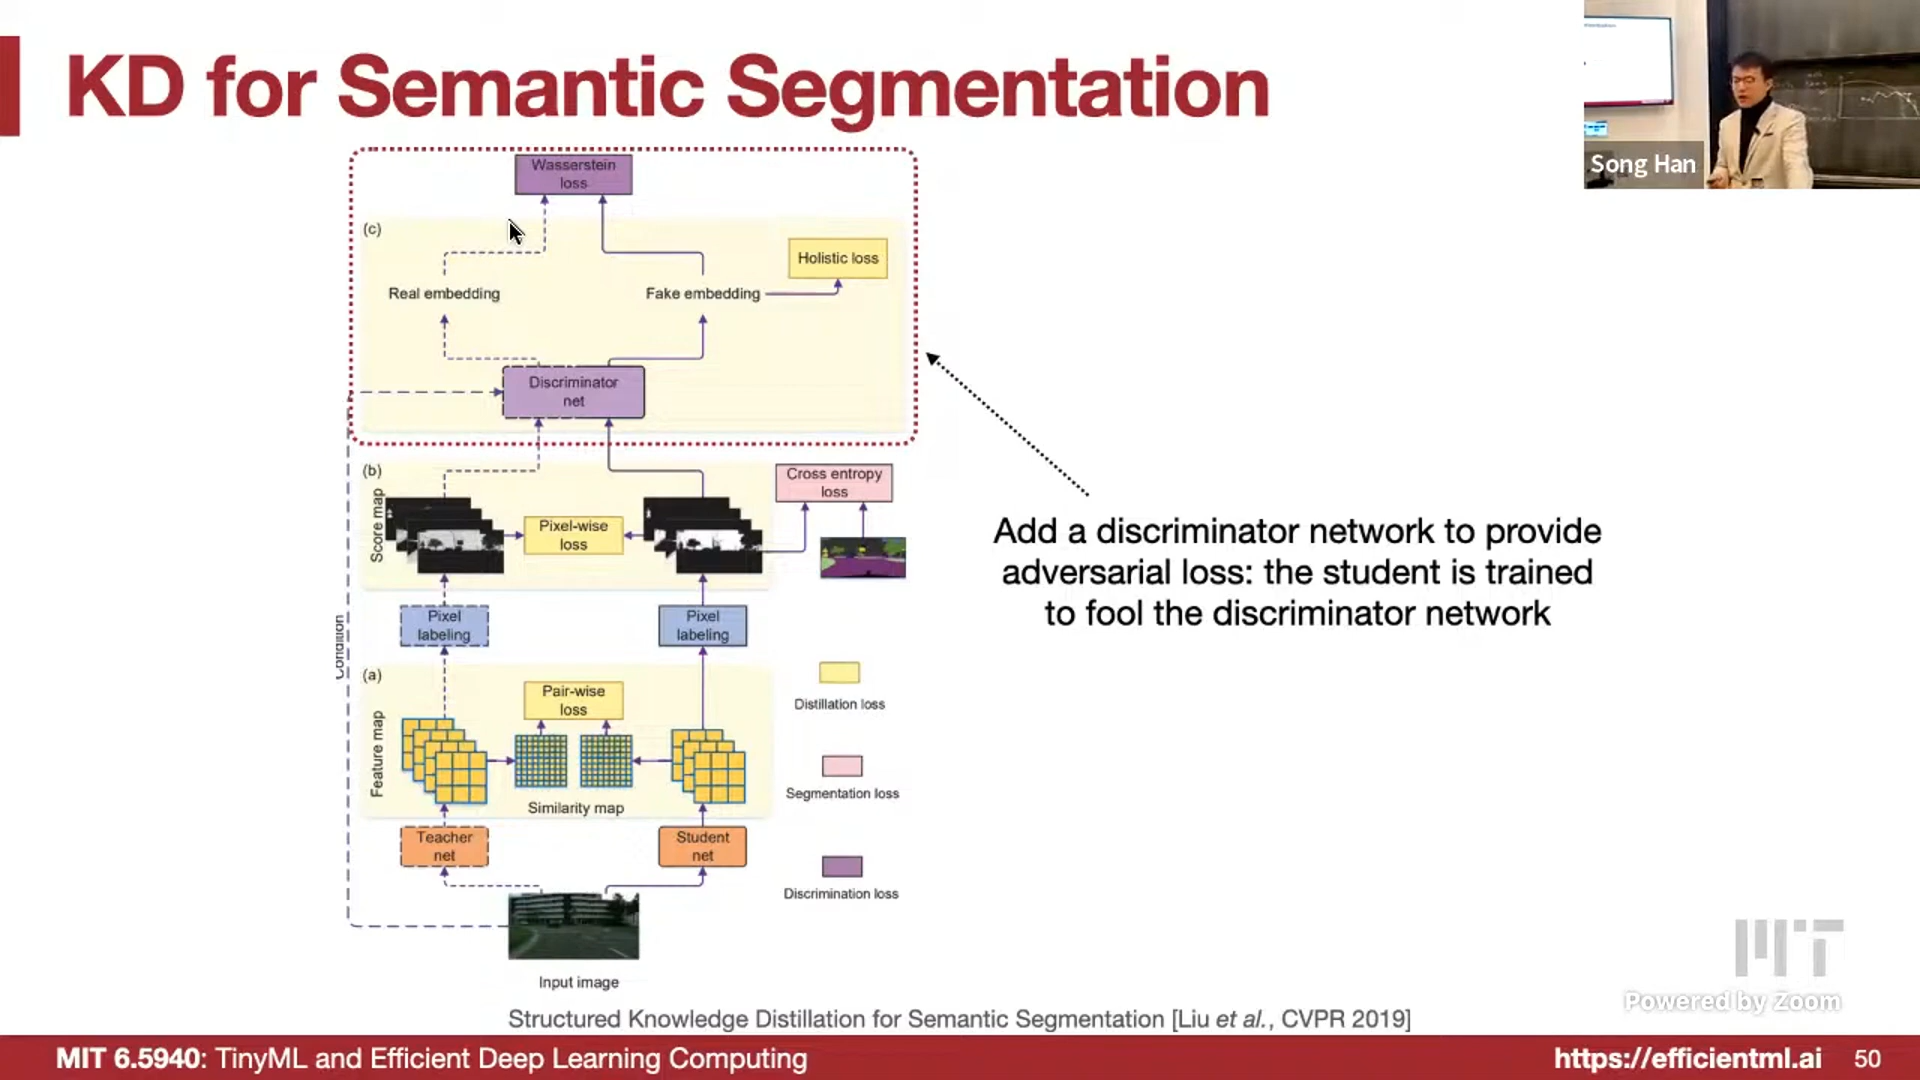 KD for Semantic Segmentation
Song Han
Wasserstein
loss
(c)
Holistic loss
Real embedding
Fake embedding
Discriminator
net
(b)
Score map
Cross entropy
loss
Pixel-wise
loss
Add a discriminator network to provide
adversarial loss: the student is trained
to fool the discriminator network
Pixel
labeling
Pixel
labeling
Condition
(a)
Feature map
Pair-wise
loss
Similarity map
Distillation loss
Segmentation loss
Discrimination loss
Teacher
net
Student
net
Input image
MIT
Powered by Zoom
Structured Knowledge Distillation for Semantic Segmentation [Liu et al., CVPR 2019]
MIT 6.5940: TinyML and Efficient Deep Learning Computing
https://efficientml.ai
50